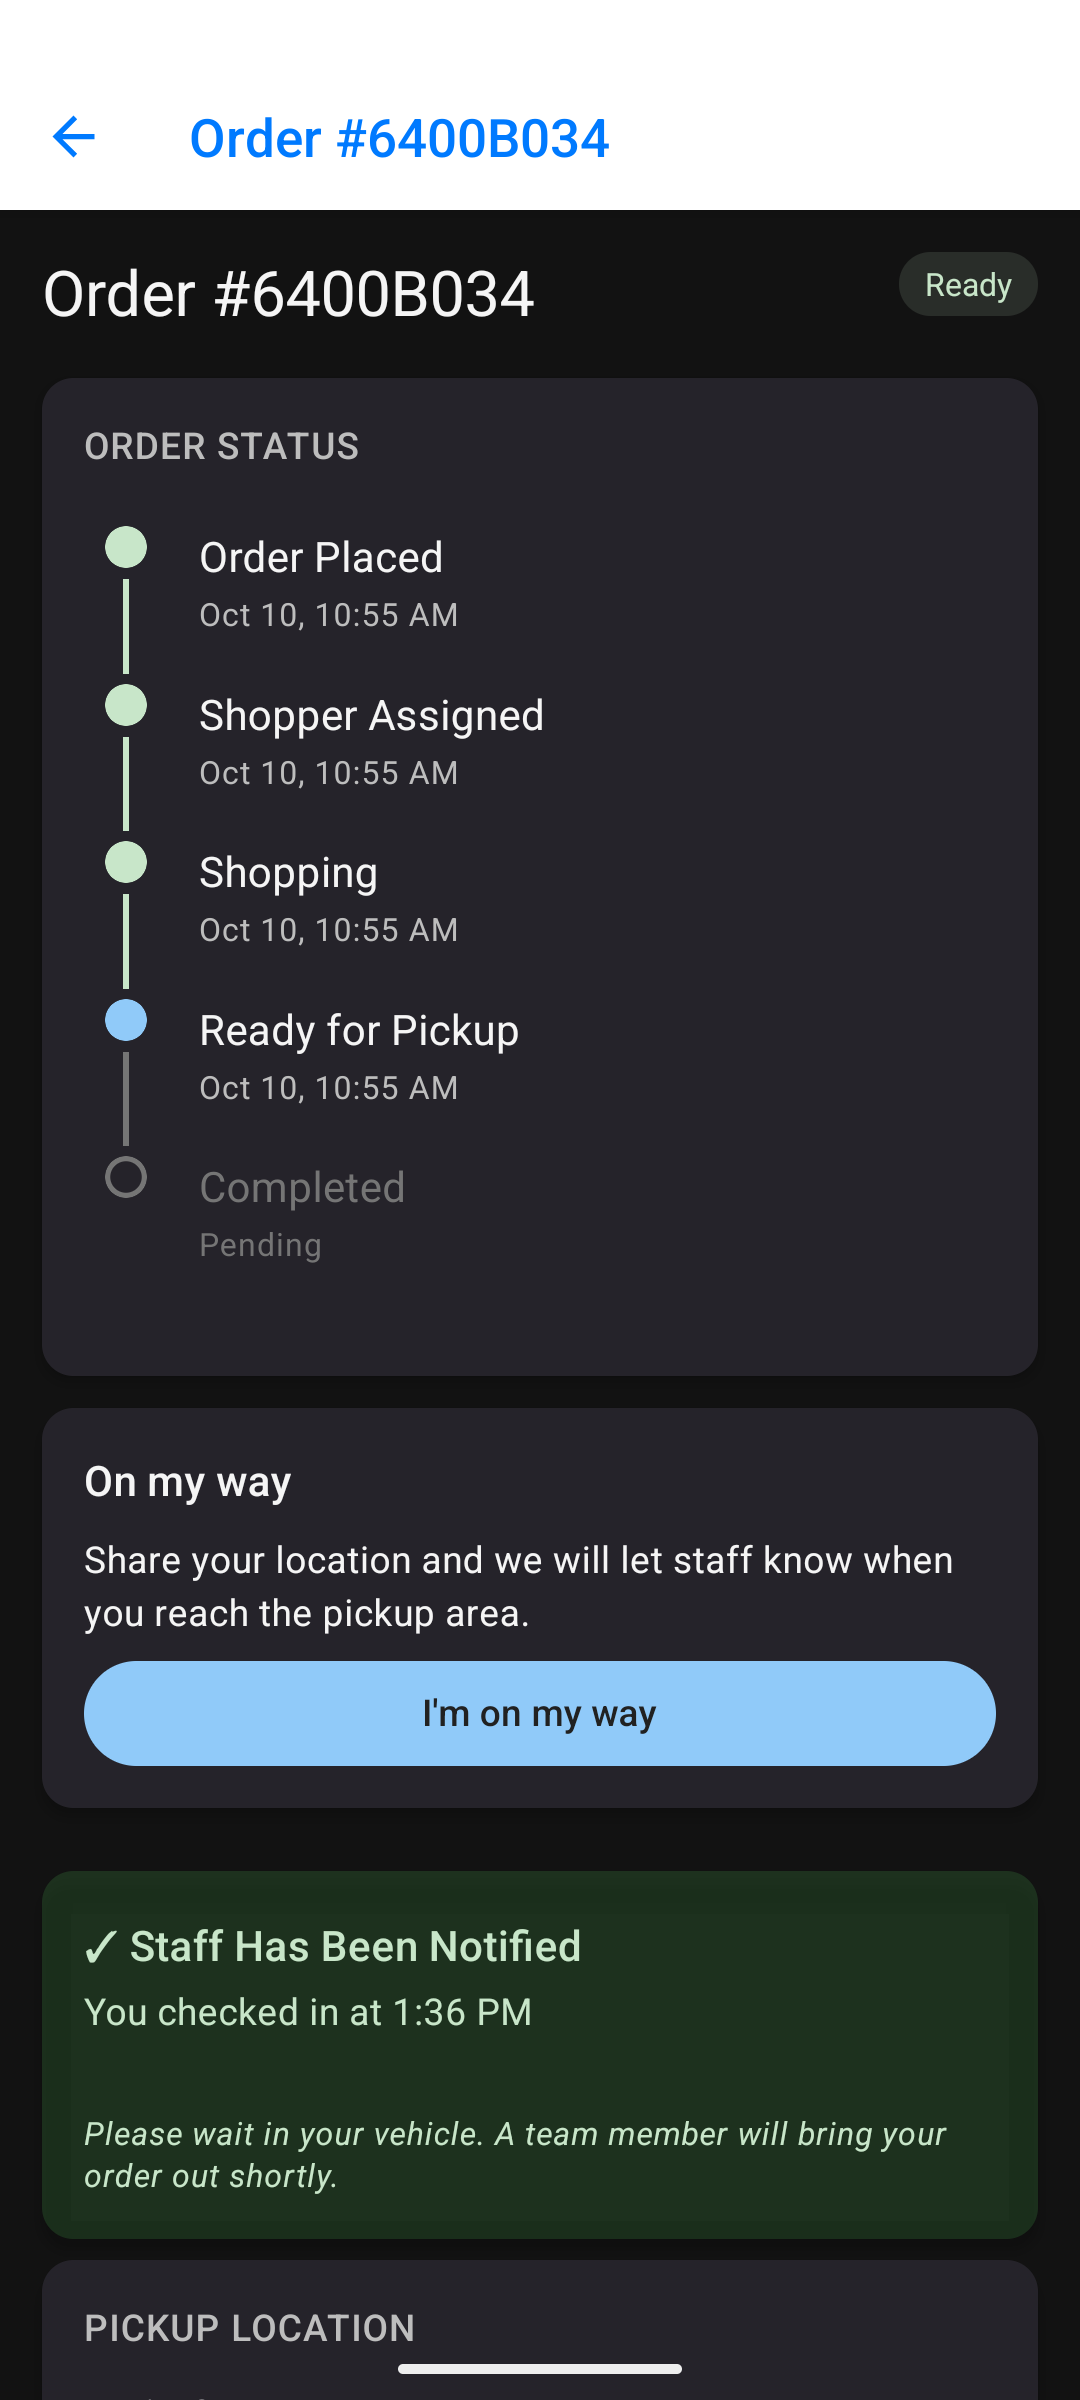 Order #6400B034
Order #6400B034
Ready
ORDER STATUS
Order Placed
Oct 10, 10:55 AM
Shopper Assigned
Oct 10, 10:55 AM
Shopping
Oct 10, 10:55 AM
Ready for Pickup
Oct 10, 10:55 AM
Completed
Pending
On my way
Share your location and we will let staff know when
you reach the pickup area.
I'm on my way
✓ Staff Has Been Notified
You checked in at 1:36 PM
Please wait in your vehicle. A team member will bring your
order out shortly.
PICKUP LOCATION